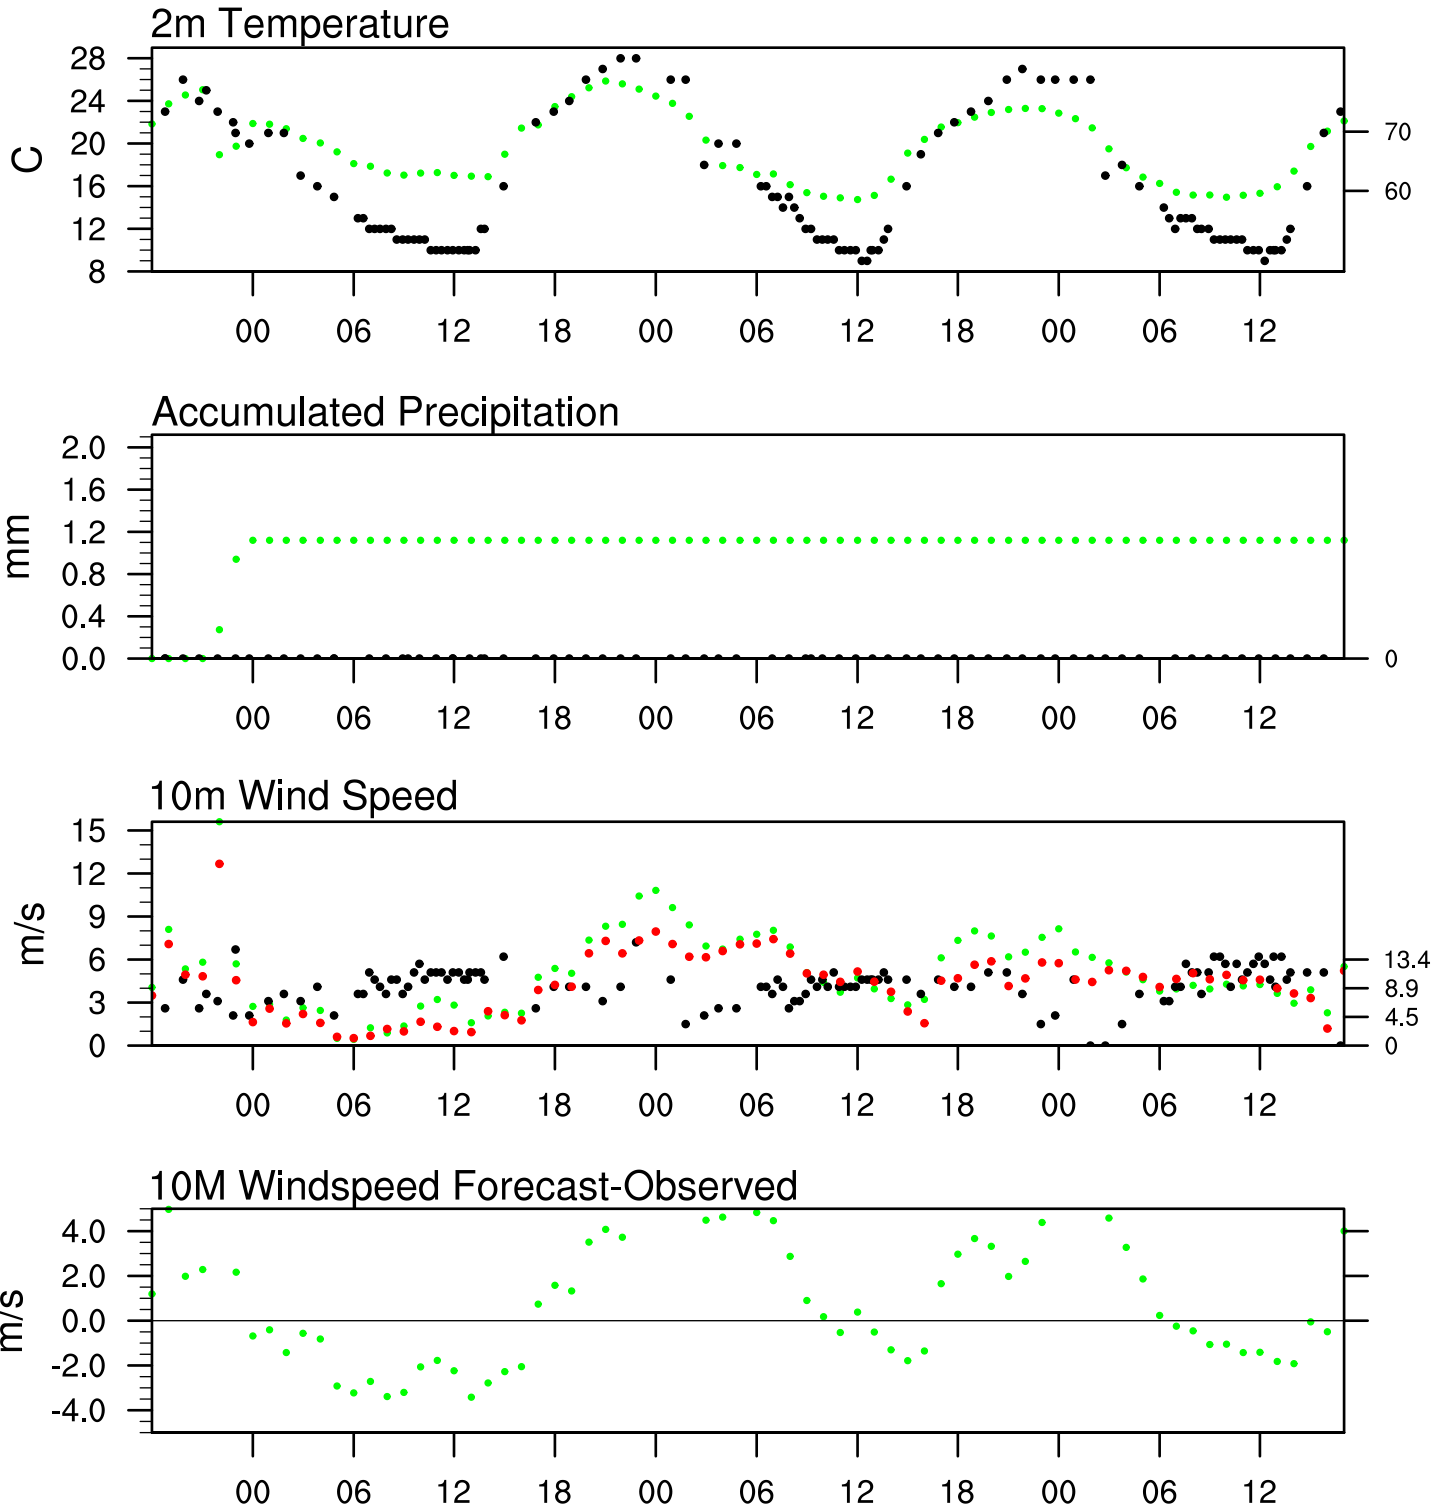 2m Temperature
28
24
20
16
12
8
C
70
60
00 06 12 18 00 06 12 18 00 06 12
Accumulated Precipitation
2.0
1.6
1.2
0.8
0.4
0.0
mm
0
00 06 12 18 00 06 12 18 00 06 12
10m Wind Speed
15
12
9
6
3
0
m/s
13.4
8.9
4.5
0
00 06 12 18 00 06 12 18 00 06 12
10M Windspeed Forecast-Observed
4.0
2.0
0.0
-2.0
-4.0
m/s
00 06 12 18 00 06 12 18 00 06 12